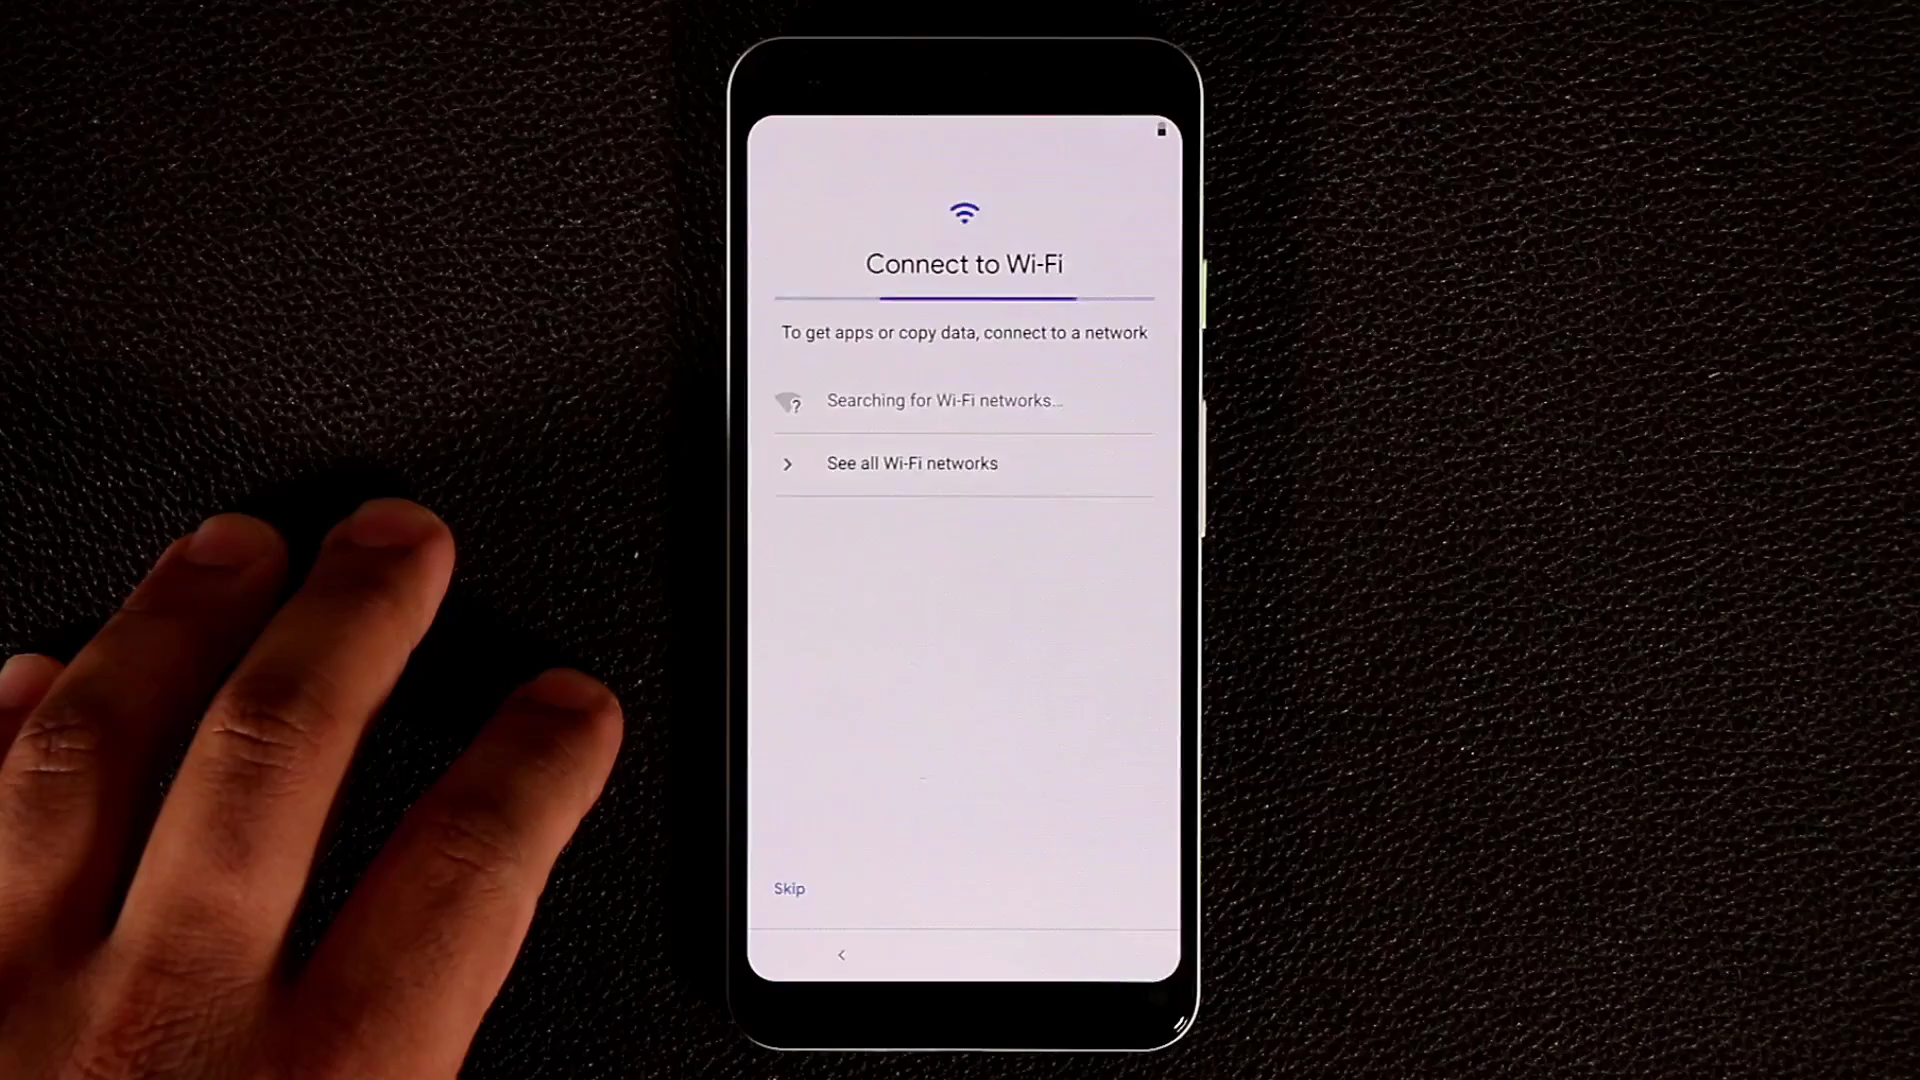 Connect to Wi-Fi
To get apps or copy data, connect to a network
Searching for Wi-Fi networks...
See all Wi-Fi networks
Skip